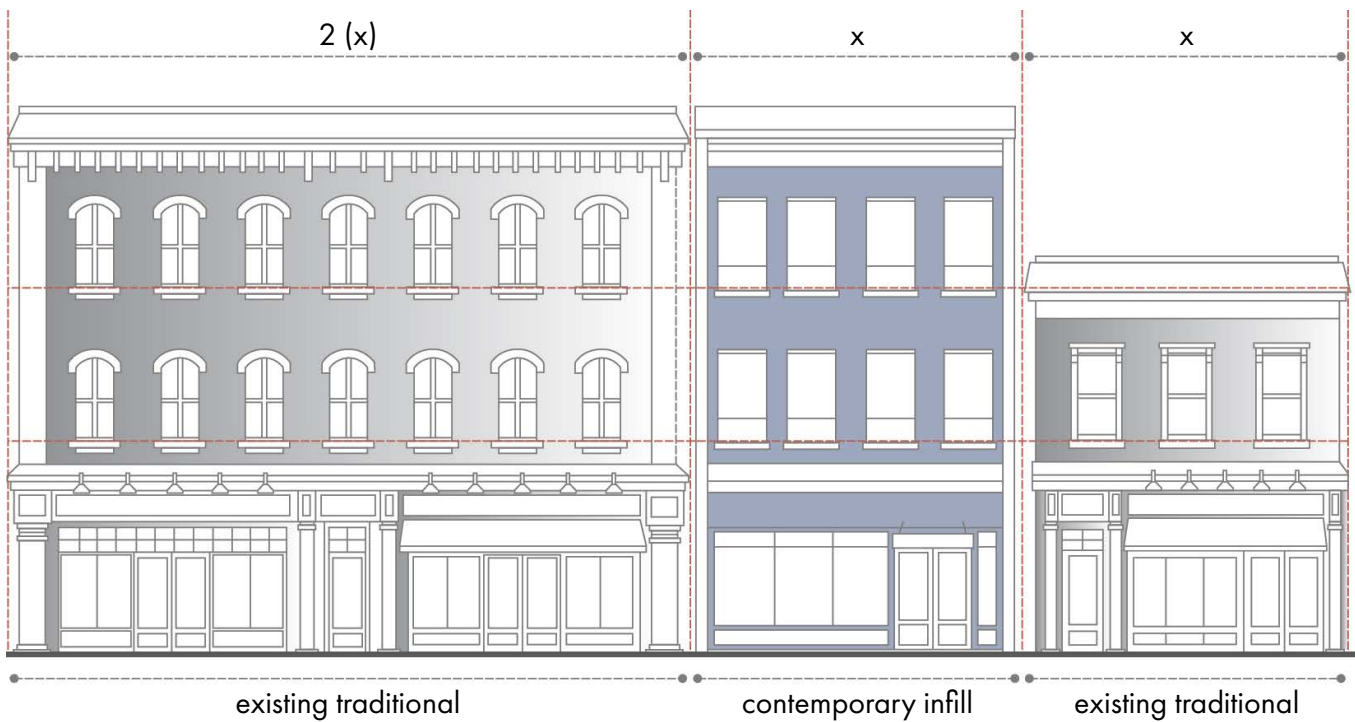 2 (x)
x
x
existing traditional
contemporary infill
existing traditional